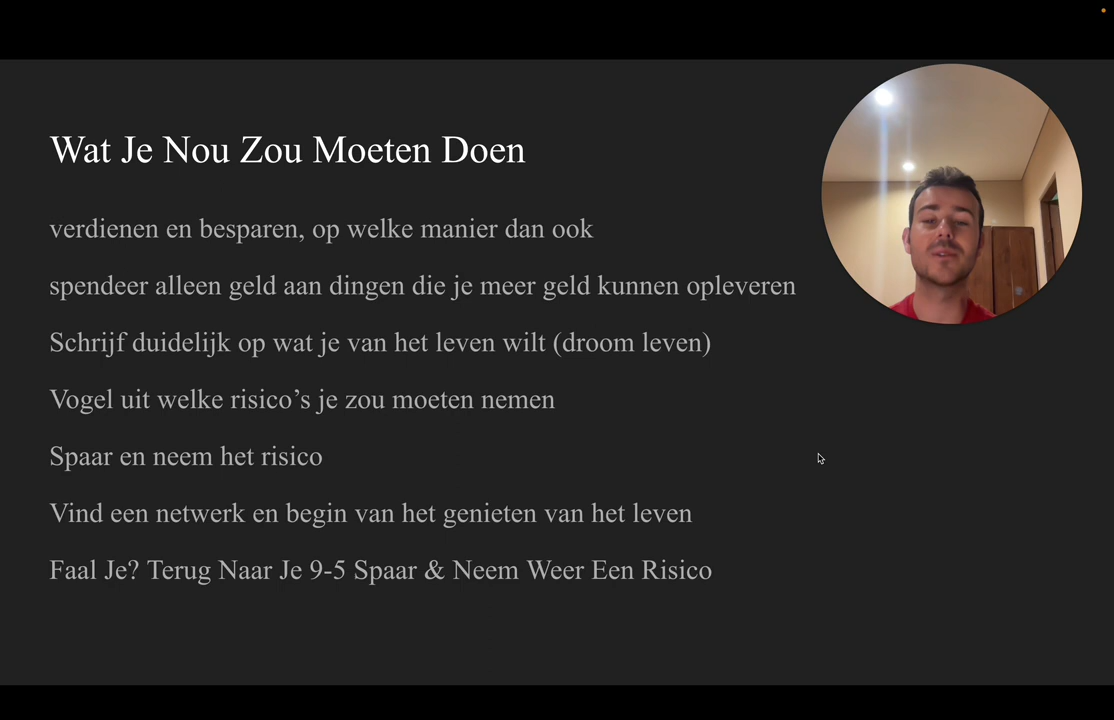 Wat Je Nou Zou Moeten Doen
verdienen en besparen, op welke manier dan ook
spendeer alleen geld aan dingen die je meer geld kunnen opleveren
Schrijf duidelijk op wat je van het leven wilt (droom leven)
Vogel uit welke risico’s je zou moeten nemen
Spaar en neem het risico
Vind een netwerk en begin van het genieten van het leven
Faal Je? Terug Naar Je 9-5 Spaar & Neem Weer Een Risico